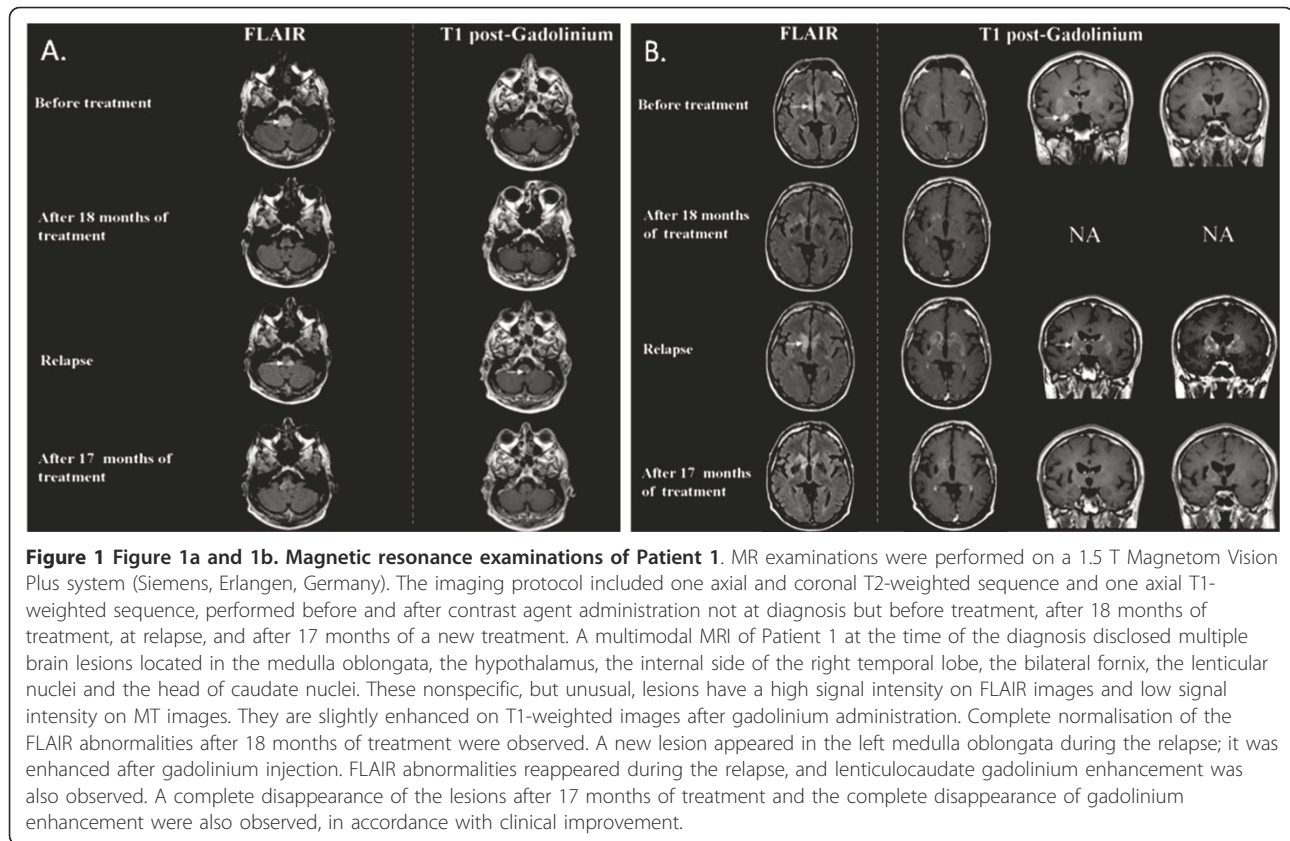 A.
FLAIR
T1 post-Gadolinium
Before treatment
After 18 months of
treatment
Relapse
After 17 months of
treatment
B.
FLAIR
T1 post-Gadolinium
Before treatment
After 18 months
of treatment
NA
NA
Relapse
After 17 months
of treatment
Figure 1 Figure 1a and 1b. Magnetic resonance examinations of Patient 1. MR examinations were performed on a 1.5 T Magnetom Vision
Plus system (Siemens, Erlangen, Germany). The imaging protocol included one axial and coronal T2-weighted sequence and one axial T1-
weighted sequence, performed before and after contrast agent administration not at diagnosis but before treatment, after 18 months of
treatment, at relapse, and after 17 months of a new treatment. A multimodal MRI of Patient 1 at the time of the diagnosis disclosed multiple
brain lesions located in the medulla oblongata, the hypothalamus, the internal side of the right temporal lobe, the bilateral fornix, the lenticular
nuclei and the head of caudate nuclei. These nonspecific, but unusual, lesions have a high signal intensity on FLAIR images and low signal
intensity on MT images. They are slightly enhanced on T1-weighted images after gadolinium administration. Complete normalisation of the
FLAIR abnormalities after 18 months of treatment were observed. A new lesion appeared in the left medulla oblongata during the relapse; it was
enhanced after gadolinium injection. FLAIR abnormalities reappeared during the relapse, and lenticulocaudate gadolinium enhancement was
also observed. A complete disappearance of the lesions after 17 months of treatment and the complete disappearance of gadolinium
enhancement were also observed, in accordance with clinical improvement.